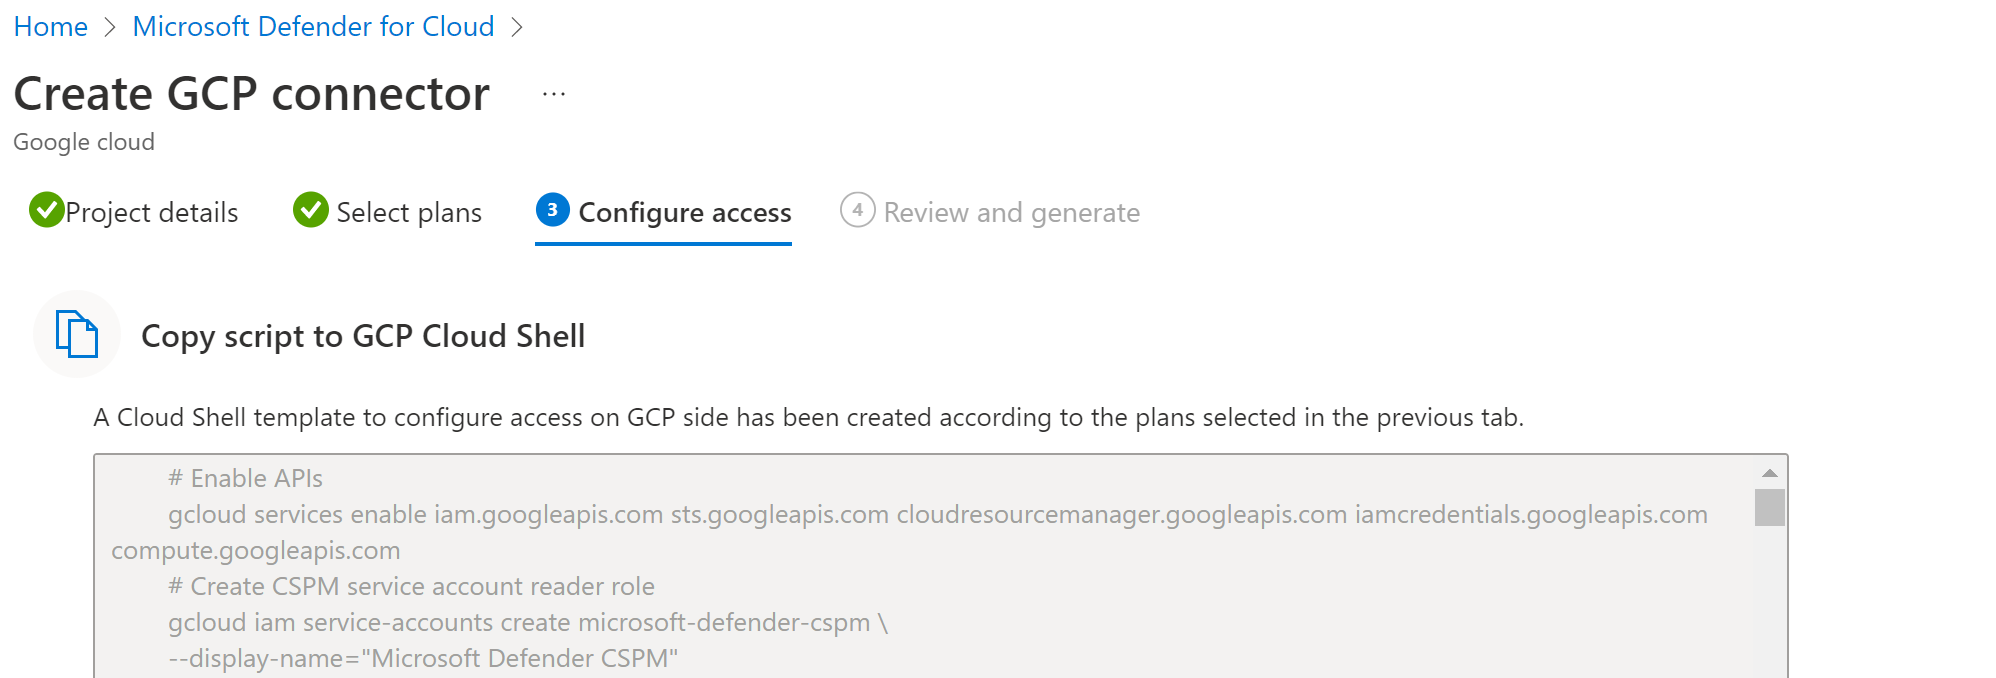 Home > Microsoft Defender for Cloud >
Create GCP connector ...
Google cloud
Project details Select plans 3 Configure access 4 Review and generate
Copy script to GCP Cloud Shell
A Cloud Shell template to configure access on GCP side has been created according to the plans selected in the previous tab.
# Enable APIs
gcloud services enable iam.googleapis.com sts.googleapis.com cloudresourcemanager.googleapis.com iamcredentials.googleapis.com
compute.googleapis.com
# Create CSPM service account reader role
gcloud iam service-accounts create microsoft-defender-cspm \
--display-name="Microsoft Defender CSPM"